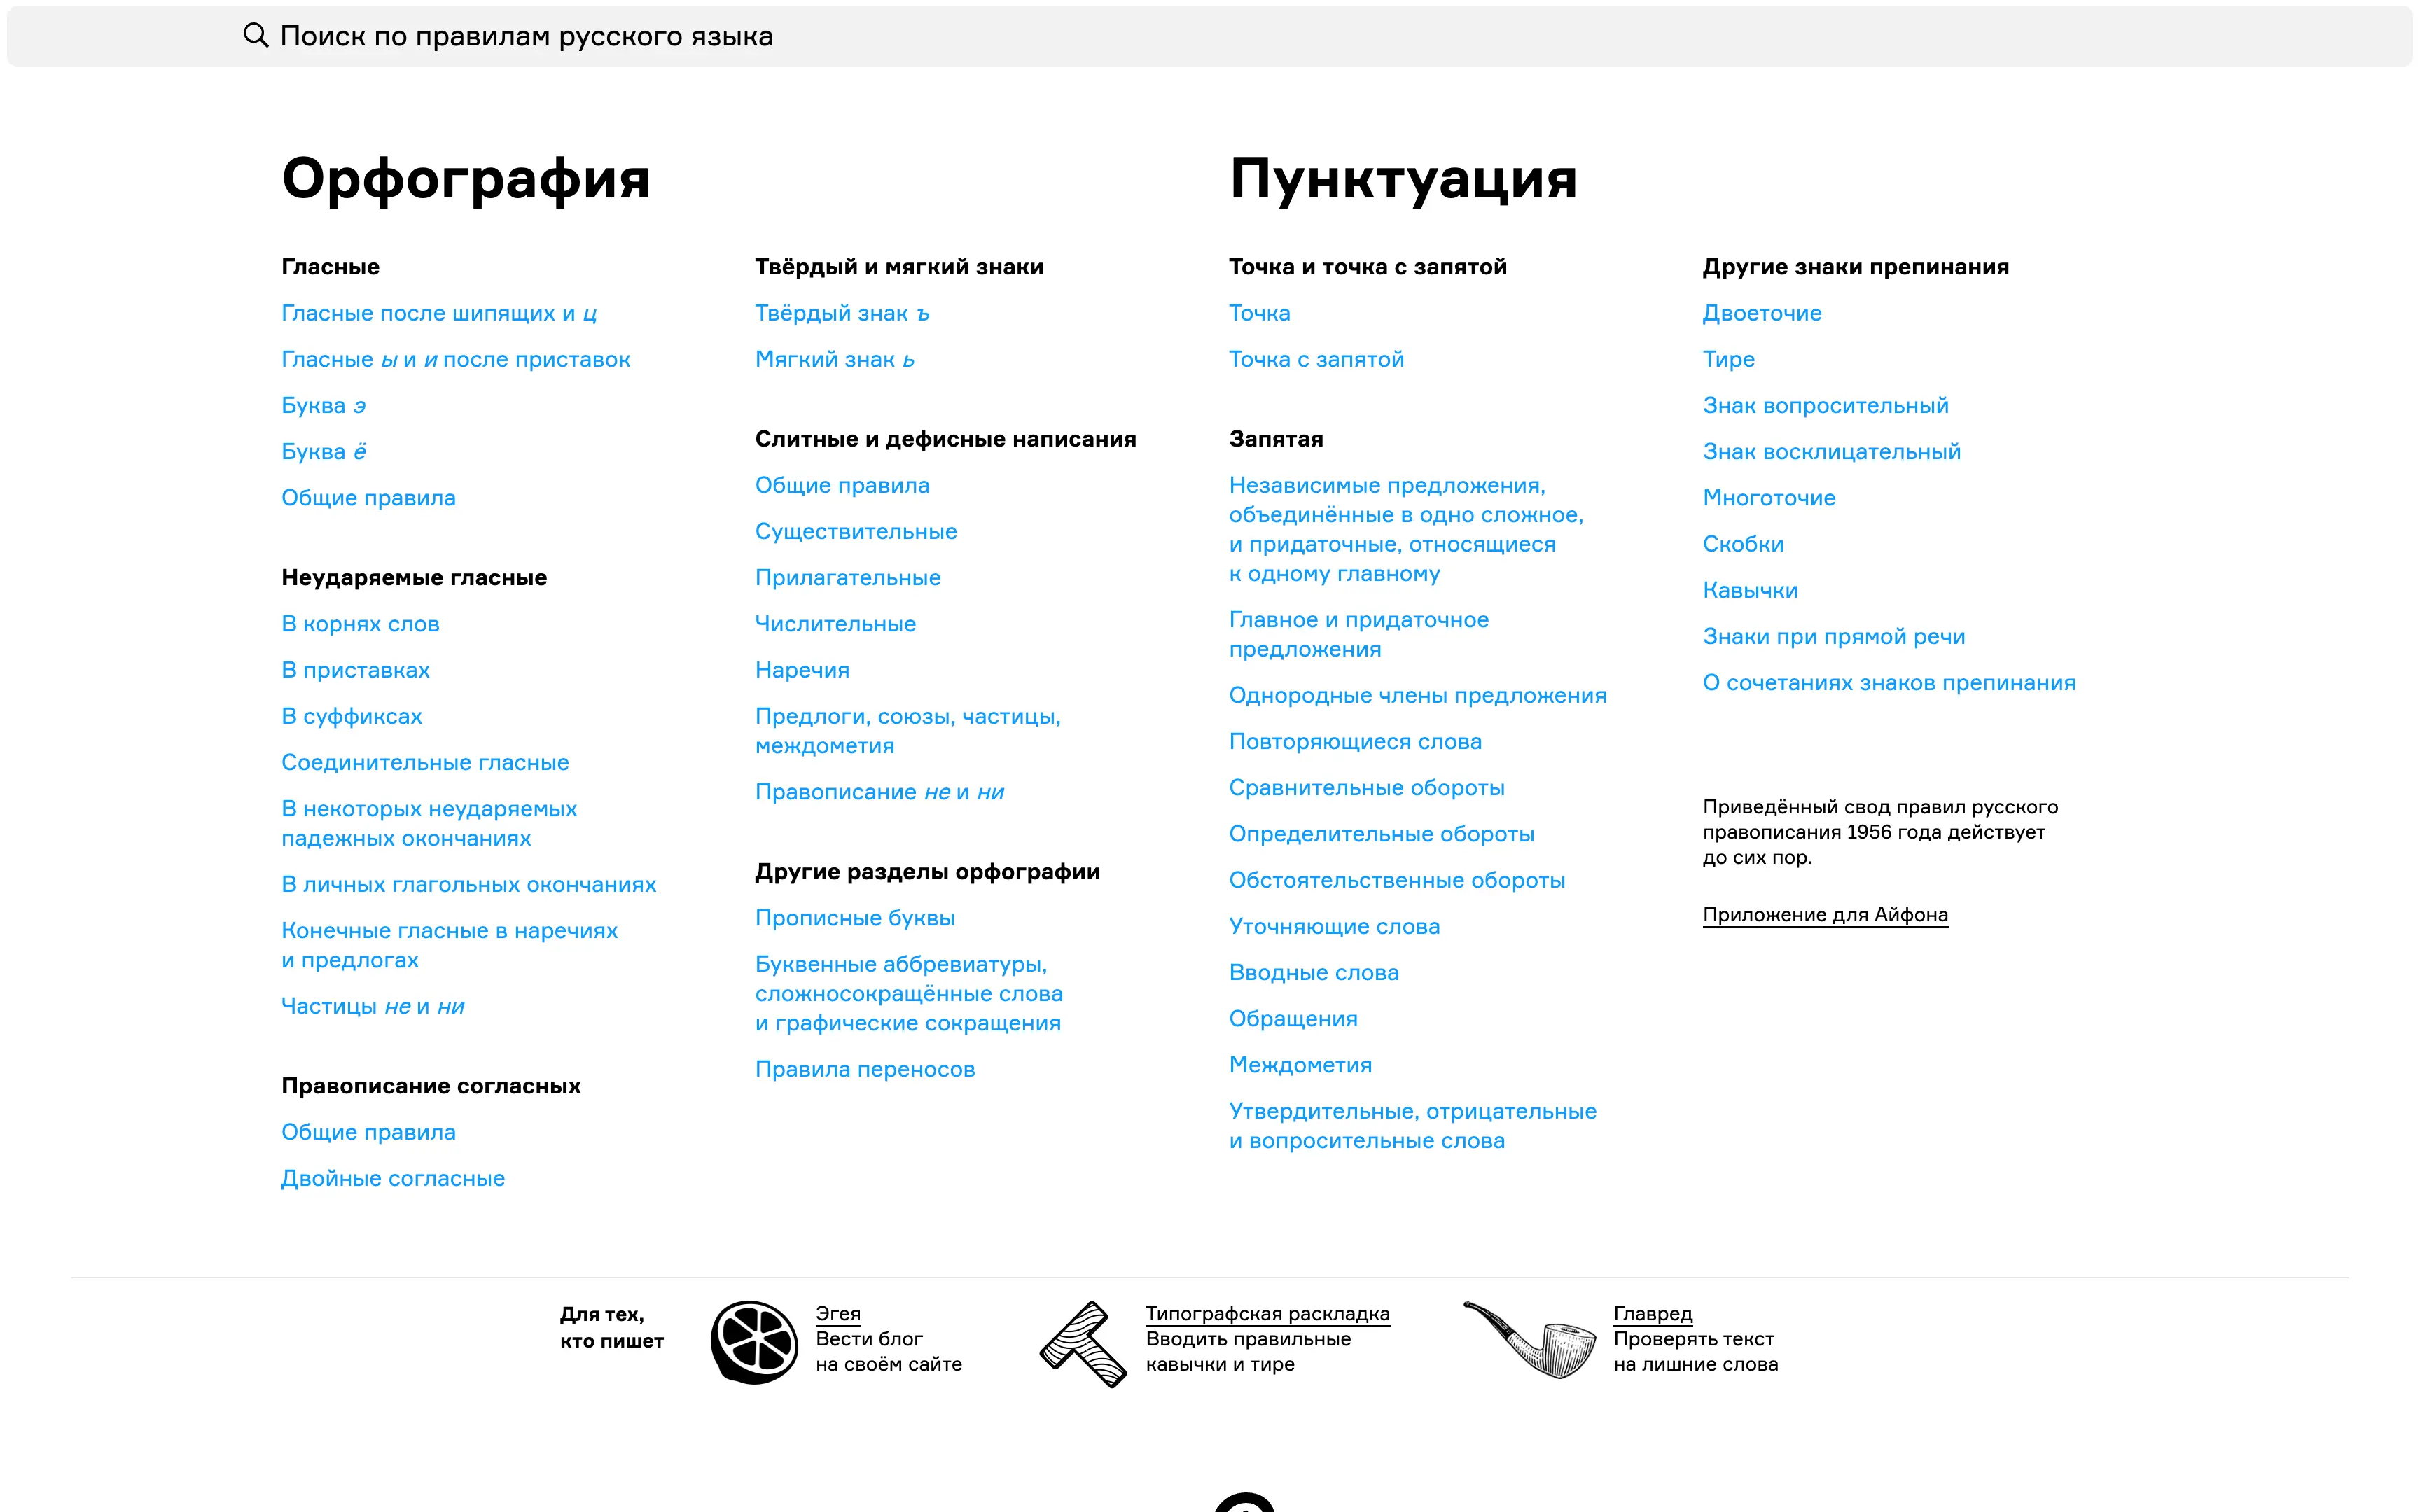 Поиск по правилам русского языка
Орфография
Гласные
Гласные после шипящих и ц
Гласные ы и и после приставок
Буква э
Буква ё
Общие правила
Неударяемые гласные
В корнях слов
В приставках
В суффиксах
Соединительные гласные
В некоторых неударяемых
падежных окончаниях
В личных глагольных окончаниях
Конечные гласные в наречиях
и предлогах
Частицы не и ни
Правописание согласных
Общие правила
Двойные согласные
Твёрдый и мягкий знаки
Твёрдый знак ъ
Мягкий знак ь
Слитные и дефисные написания
Общие правила
Существительные
Прилагательные
Числительные
Наречия
Предлоги, союзы, частицы,
междометия
Правописание не и ни
Другие разделы орфографии
Прописные буквы
Буквенные аббревиатуры,
сложносокращённые слова
и графические сокращения
Правила переносов
Пунктуация
Точка и точка с запятой
Точка
Точка с запятой
Запятая
Независимые предложения,
объединённые в одно сложное,
и придаточные, относящиеся
к одному главному
Главное и придаточное
предложения
Однородные члены предложения
Повторяющиеся слова
Сравнительные обороты
Определительные обороты
Обстоятельственные обороты
Уточняющие слова
Вводные слова
Обращения
Междометия
Утвердительные, отрицательные
и вопросительные слова
Другие знаки препинания
Двоеточие
Тире
Знак вопросительный
Знак восклицательный
Многоточие
Скобки
Кавычки
Знаки при прямой речи
О сочетаниях знаков препинания
Приведённый свод правил русского
правописания 1956 года действует
до сих пор.
Приложение для Айфона
Для тех,
кто пишет
Эгея
Вести блог
на своём сайте
Типографская раскладка
Вводить правильные
кавычки и тире
Главред
Проверять текст
на лишние слова